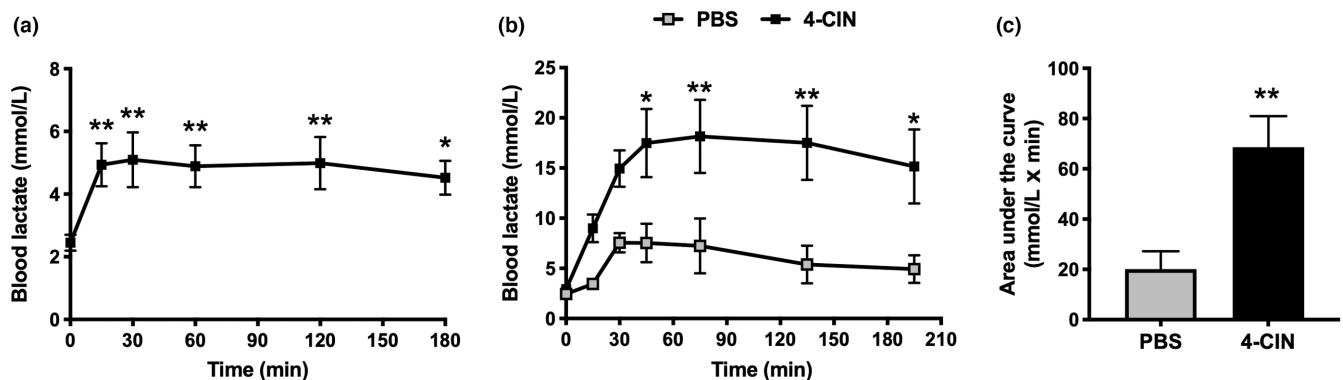 (a)
8
6
4
2
0
** ** ** ** *
Blood lactate (mmol/L)
0 30 60 90 120 150 180
Time (min)
(b)
PBS 4-CIN
25
20
15
10
5
0
* ** ** *
Blood lactate (mmol/L)
0 30 60 90 120 150 180 210
Time (min)
(c)
100
80
60
40
20
0
**
Area under the curve
(mmol/L X min)
PBS 4-CIN